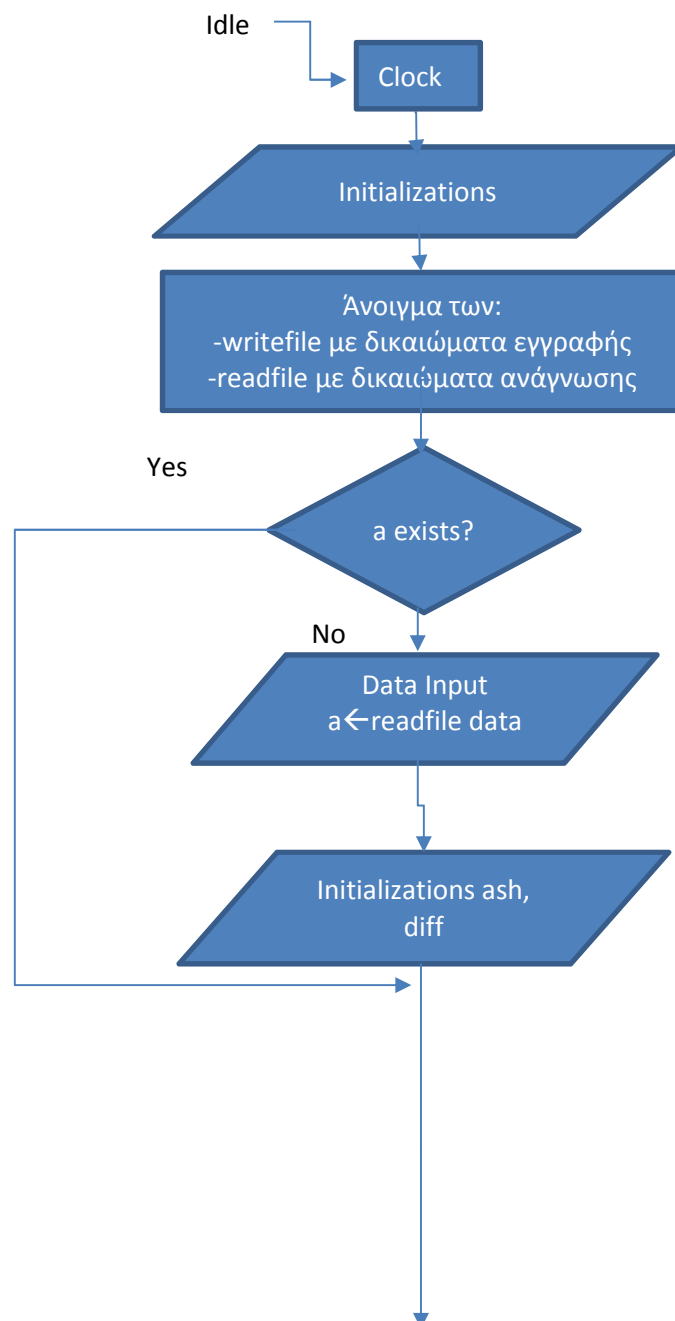 Idle
Clock
Initializations
Άνοιγμα των:
-writefile με δικαιώματα εγγραφής
-readfile με δικαιώματα ανάγνωσης
Yes
a exists?
No
Data Input
a←readfile data
Initializations ash,
diff